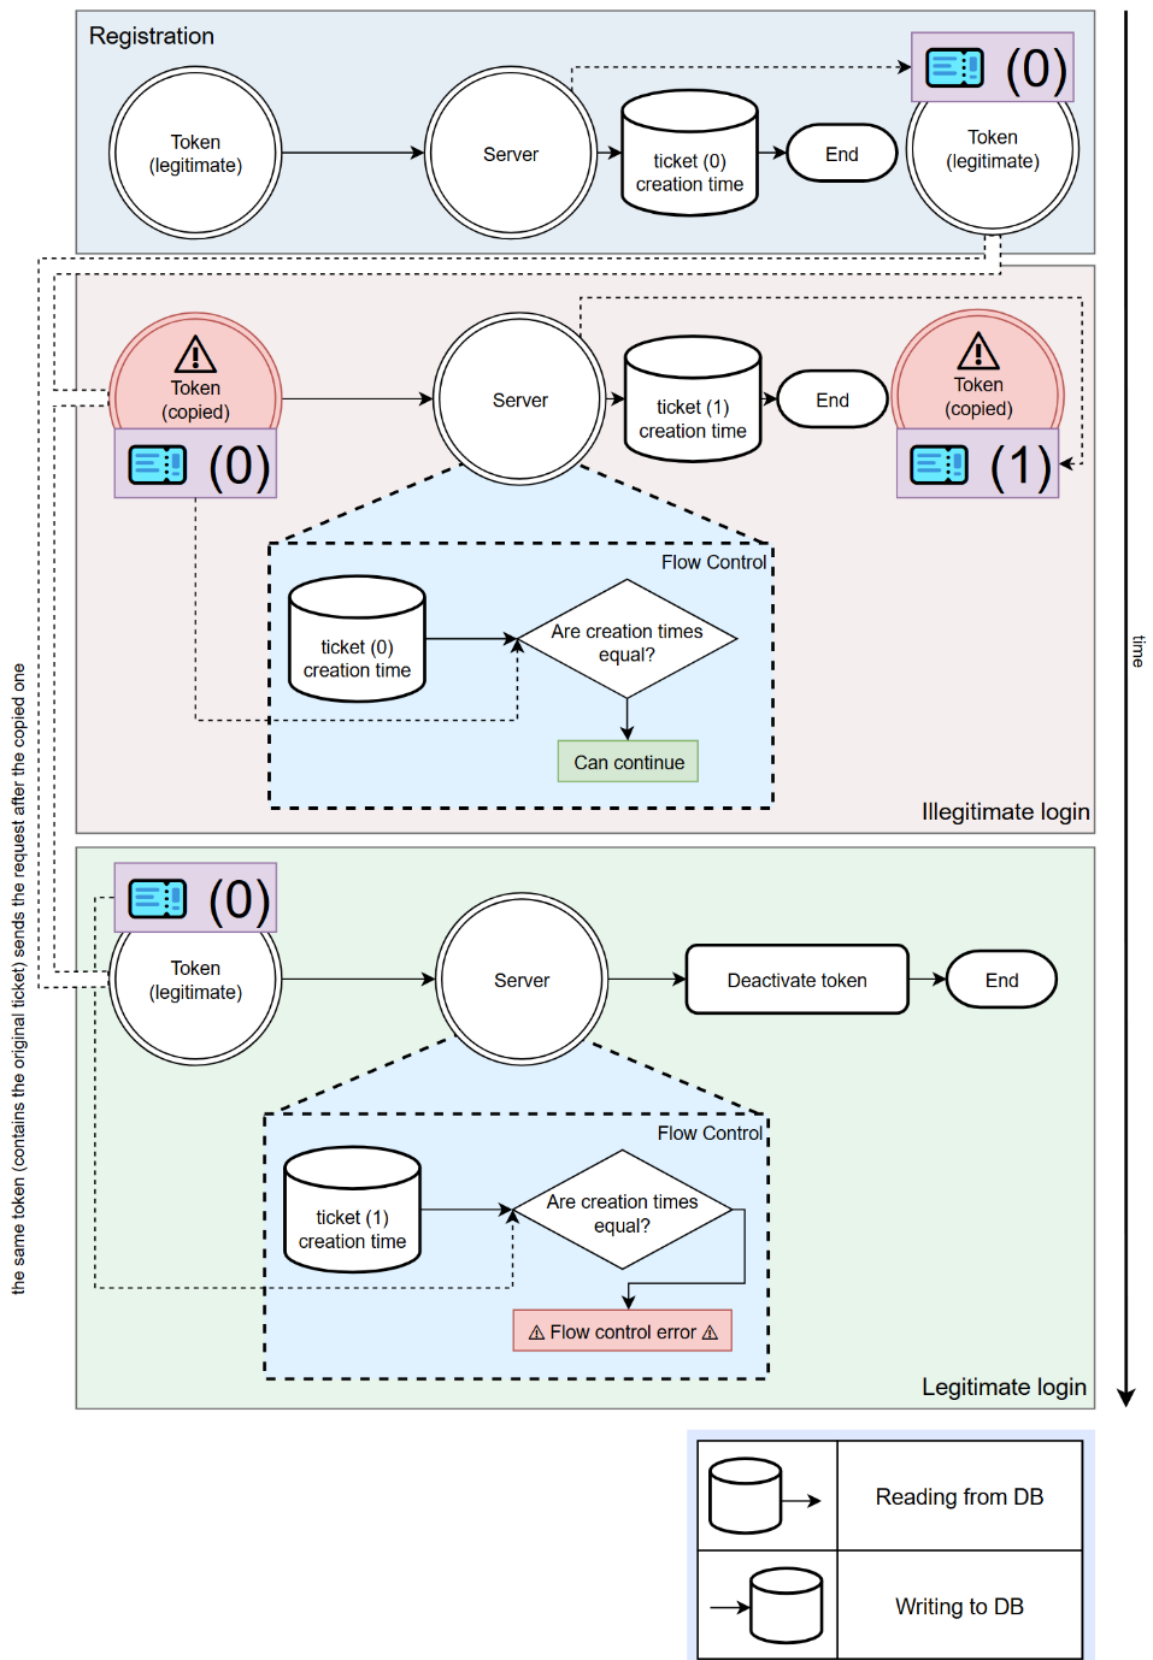 Registration
(0)
Token
(legitimate)
Server
ticket (0)
creation time
End
Token
(legitimate)
Token
(copied)
(0)
Server
ticket (1)
creation time
End
Token
(copied)
(1)
Flow Control
ticket (0)
creation time
Are creation times
equal?
Can continue
Illegitimate login
time
the same token (contains the original ticket) sends the request after the copied one
(0)
Token
(legitimate)
Server
Deactivate token
End
Flow Control
ticket (1)
creation time
Are creation times
equal?
⚠ Flow control error ⚠
Legitimate login
Reading from DB
Writing to DB